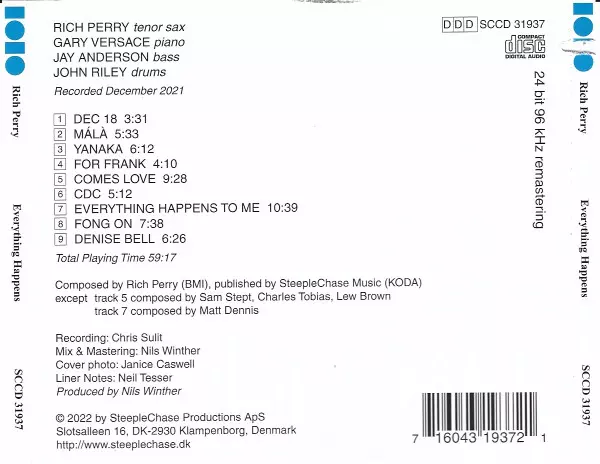 Rich Perry
Everything Happens
SCCD 31937
RICH PERRY tenor sax
GARY VERSACE piano
JAY ANDERSON bass
JOHN RILEY drums
Recorded December 2021
1 DEC 18 3:31
2 MÁLÀ 5:33
3 YANAKA 6:12
4 FOR FRANK 4:10
5 COMES LOVE 9:28
6 CDC 5:12
7 EVERYTHING HAPPENS TO ME 10:39
8 FONG ON 7:38
9 DENISE BELL 6:26
Total Playing Time 59:17
Composed by Rich Perry (BMI), published by SteepleChase Music (KODA)
except track 5 composed by Sam Stept, Charles Tobias, Lew Brown
track 7 composed by Matt Dennis
Recording: Chris Sulit
Mix & Mastering: Nils Winther
Cover photo: Janice Caswell
Liner Notes: Neil Tesser
Produced by Nils Winther
© 2022 by SteepleChase Productions ApS
Slotsalleen 16, DK-2930 Klampenborg, Denmark
http://www.steeplechase.dk
D D D SCCD 31937
COMPACT
disc
DIGITAL AUDIO
24 bit 96 kHz remastering
7 16043 19372 1
Rich Perry
Everything Happens
SCCD 31937